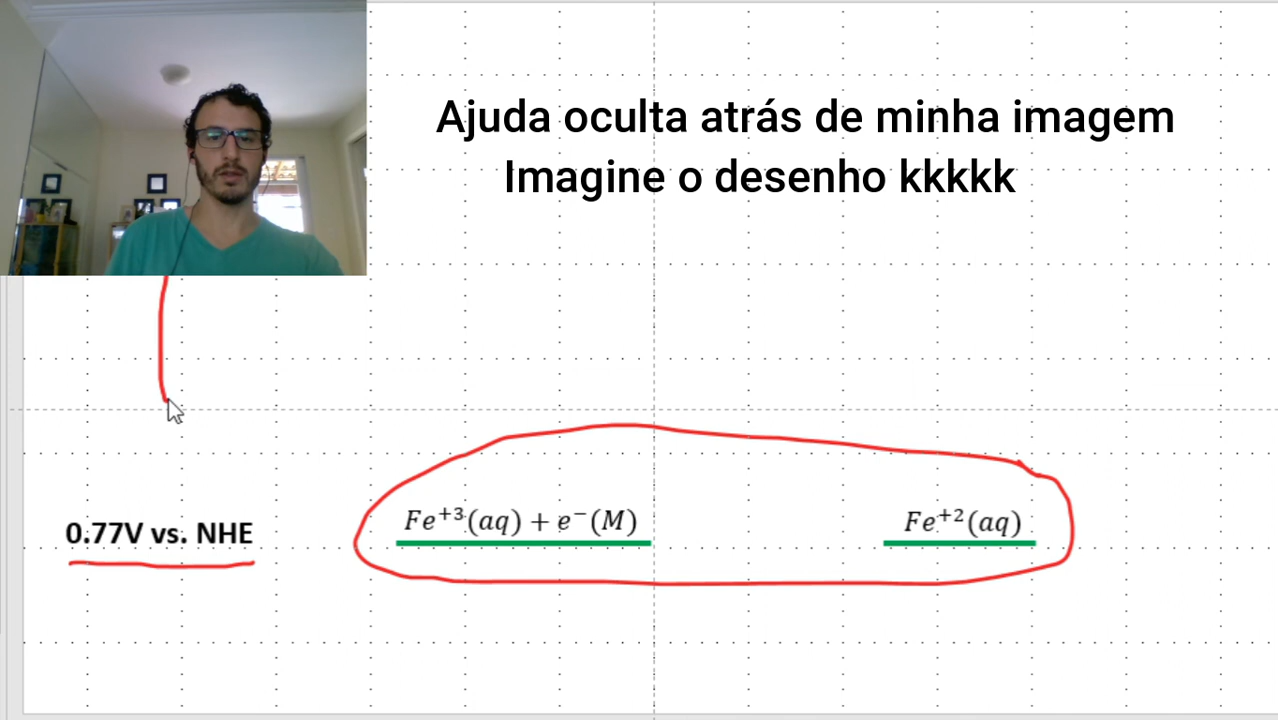 Ajuda oculta atrás de minha imagem
Imagine o desenho kkkkk
0.77V vs. NHE
Fe⁺³(aq) + e⁻(M)
Fe⁺²(aq)